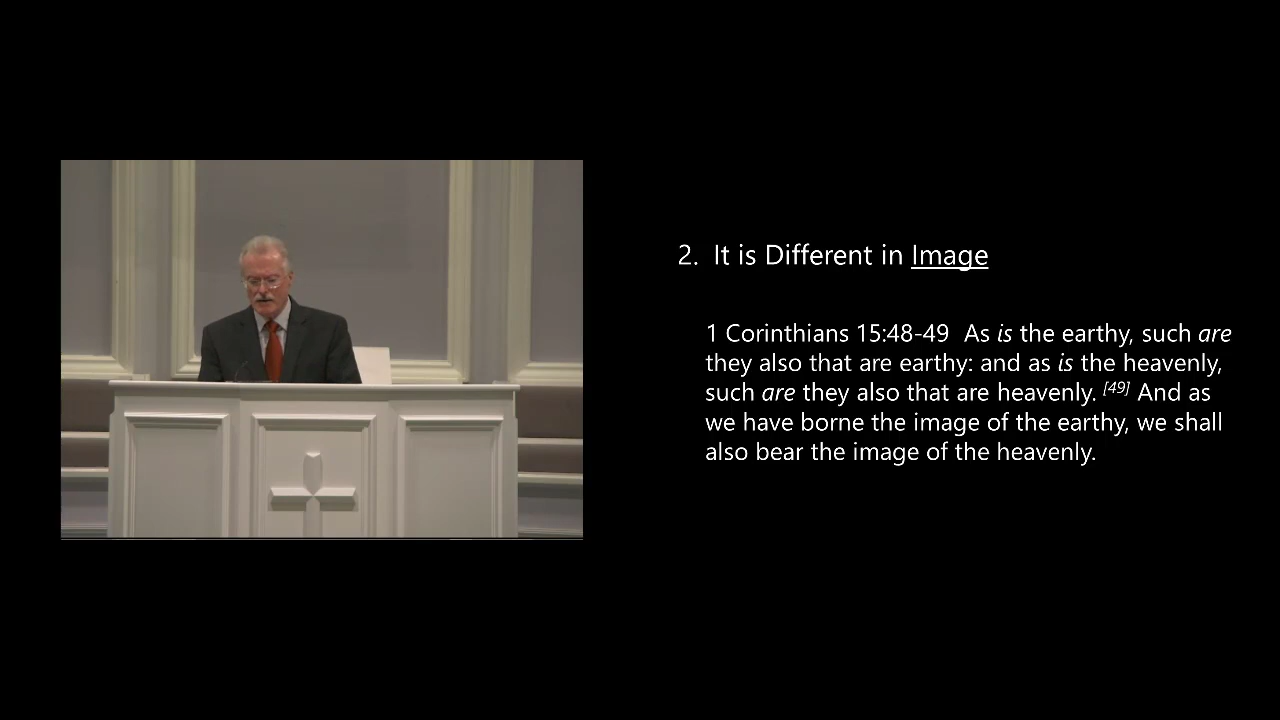 2. It is Different in Image
1 Corinthians 15:48-49 As is the earthy, such are
they also that are earthy: and as is the heavenly,
such are they also that are heavenly. [49] And as
we have borne the image of the earthy, we shall
also bear the image of the heavenly.